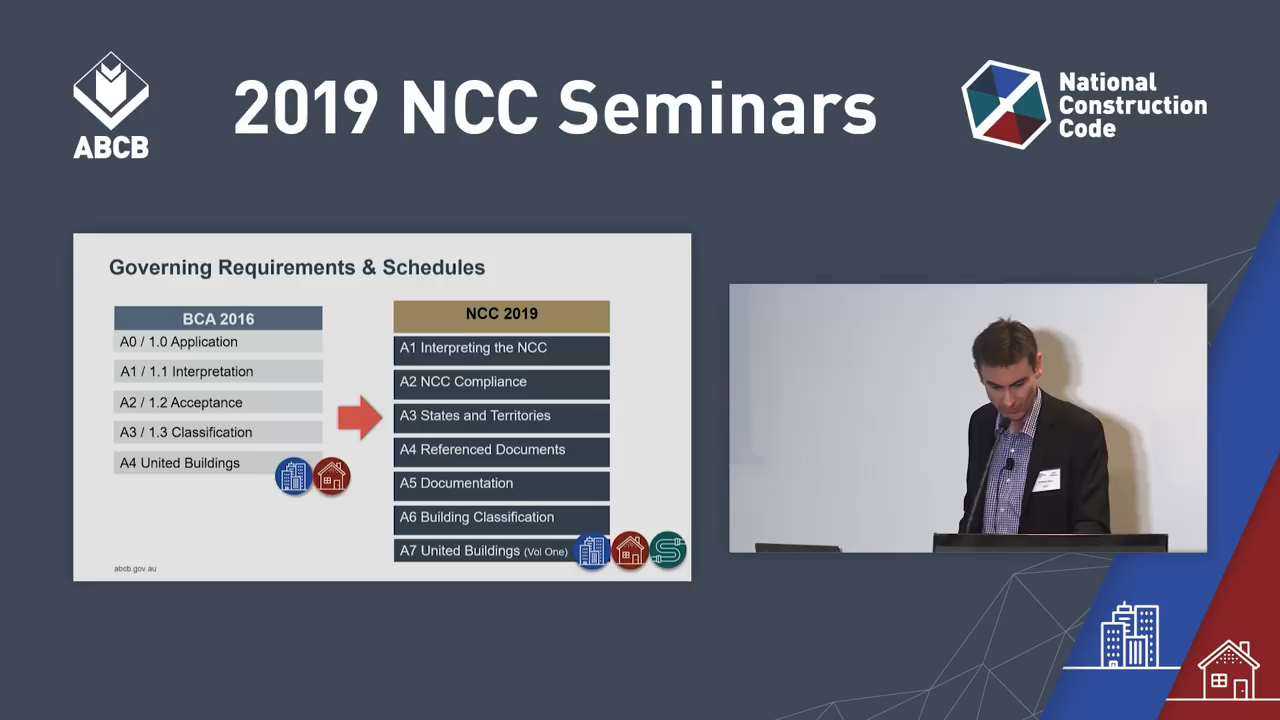 ABCB
2019 NCC Seminars
National
Construction
Code
Governing Requirements & Schedules
BCA 2016
A0 / 1.0 Application
A1 / 1.1 Interpretation
A2 / 1.2 Acceptance
A3 / 1.3 Classification
A4 United Buildings
NCC 2019
A1 Interpreting the NCC
A2 NCC Compliance
A3 States and Territories
A4 Referenced Documents
A5 Documentation
A6 Building Classification
A7 United Buildings (Vol One)
abcb.gov.au